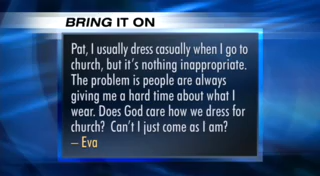 BRING IT ON
Pat, I usually dress casually when I go to
church, but it's nothing inappropriate.
The problem is people are always
giving me a hard time about what I
wear. Does God care how we dress for
church? Can't I just come as I am?
– Eva